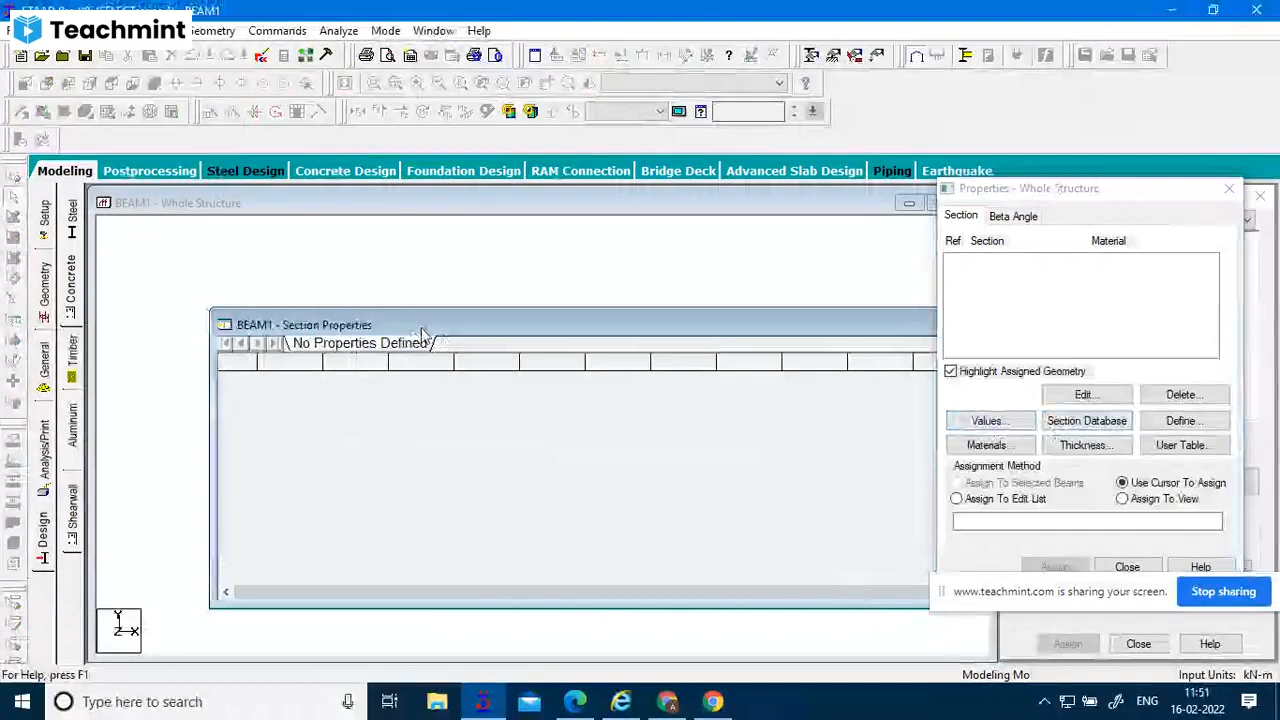 BEAM1
Teachmint
Geometry Commands Analyze Mode Window Help
Modeling Postprocessing Steel Design Concrete Design Foundation Design RAM Connection Bridge Deck Advanced Slab Design Piping Earthquake
Setup
Geometry
General
Analysis/Print
Design
Steel
Concrete
Timber
Aluminum
Shearwall
BEAM1 - Whole Structure
BEAM1 - Section Properties
No Properties Defined
Y
Z X
Properties - Whole Structure
Section Beta Angle
Ref Section Material
Highlight Assigned Geometry
Edit... Delete...
Values... Section Database Define...
Materials... Thickness... User Table...
Assignment Method
Assign To Selected Beams Use Cursor To Assign
Assign To Edit List Assign To View
Assign Close Help
www.teachmint.com is sharing your screen. Stop sharing
Assign Close Help
For Help, press F1 Modeling Mo Input Units: kN-m
Type here to search ENG 11:51
16-02-2022